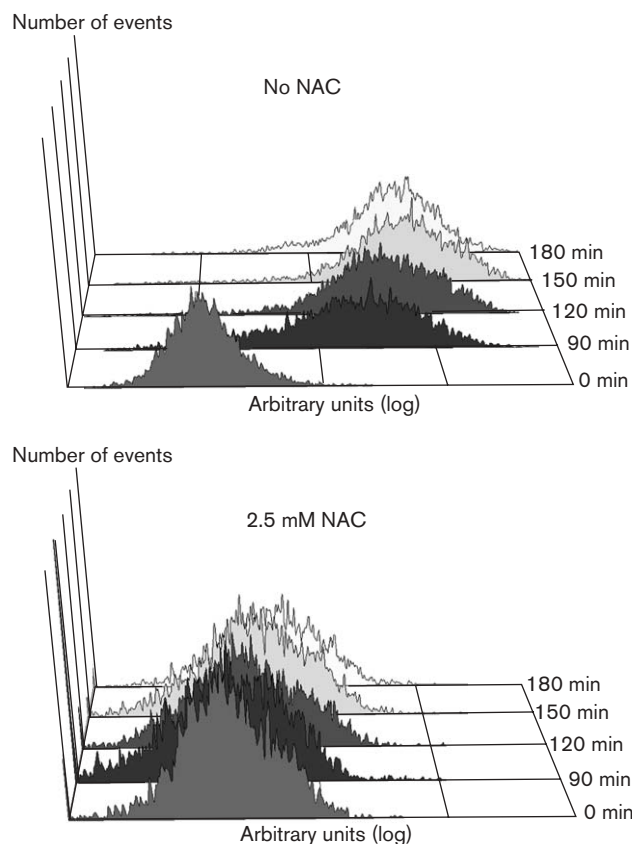 Number of events
No NAC
180 min
150 min
120 min
90 min
0 min
Arbitrary units (log)
Number of events
2.5 mM NAC
180 min
150 min
120 min
90 min
0 min
Arbitrary units (log)